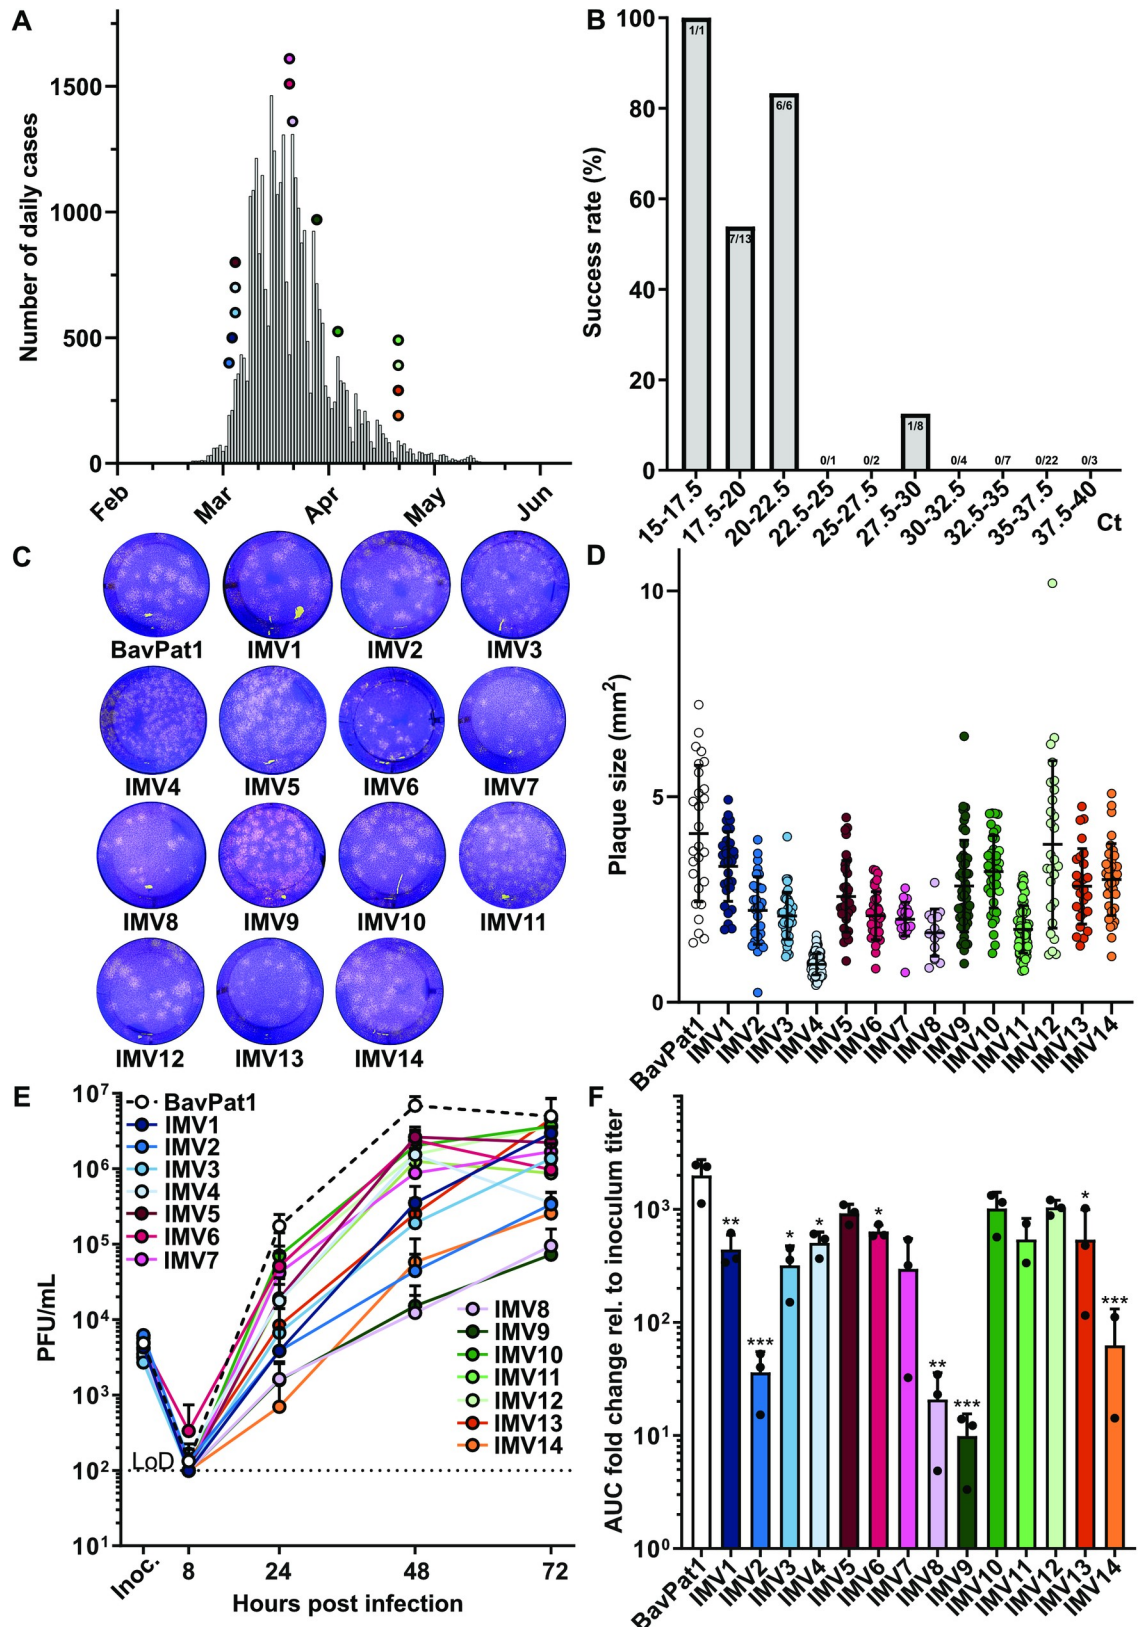 A
Number of daily cases
1500
1000
500
0
Feb
Mar
Apr
May
Jun
B
Success rate (%)
100
80
60
40
20
0
1/1
7/13
6/6
0/1
0/2
1/8
0/4
0/7
0/22
0/3
15-17.5
17.5-20
20-22.5
22.5-25
25-27.5
27.5-30
30-32.5
32.5-35
35-37.5
37.5-40
Ct
C
BavPat1 IMV1 IMV2 IMV3
IMV4 IMV5 IMV6 IMV7
IMV8 IMV9 IMV10 IMV11
IMV12 IMV13 IMV14
D
Plaque size (mm²)
10
5
0
BavPat1
IMV1
IMV2
IMV3
IMV4
IMV5
IMV6
IMV7
IMV8
IMV9
IMV10
IMV11
IMV12
IMV13
IMV14
E
PFU/mL
10⁷
10⁶
10⁵
10⁴
10³
10²
10¹
BavPat1
IMV1
IMV2
IMV3
IMV4
IMV5
IMV6
IMV7
IMV8
IMV9
IMV10
IMV11
IMV12
IMV13
IMV14
LoD
Inoc.
8
24
48
72
Hours post infection
F
AUC fold change rel. to inoculum titer
10³
10²
10¹
10⁰
**
***
*
*
*
**
***
*
***
BavPat1
IMV1
IMV2
IMV3
IMV4
IMV5
IMV6
IMV7
IMV8
IMV9
IMV10
IMV11
IMV12
IMV13
IMV14